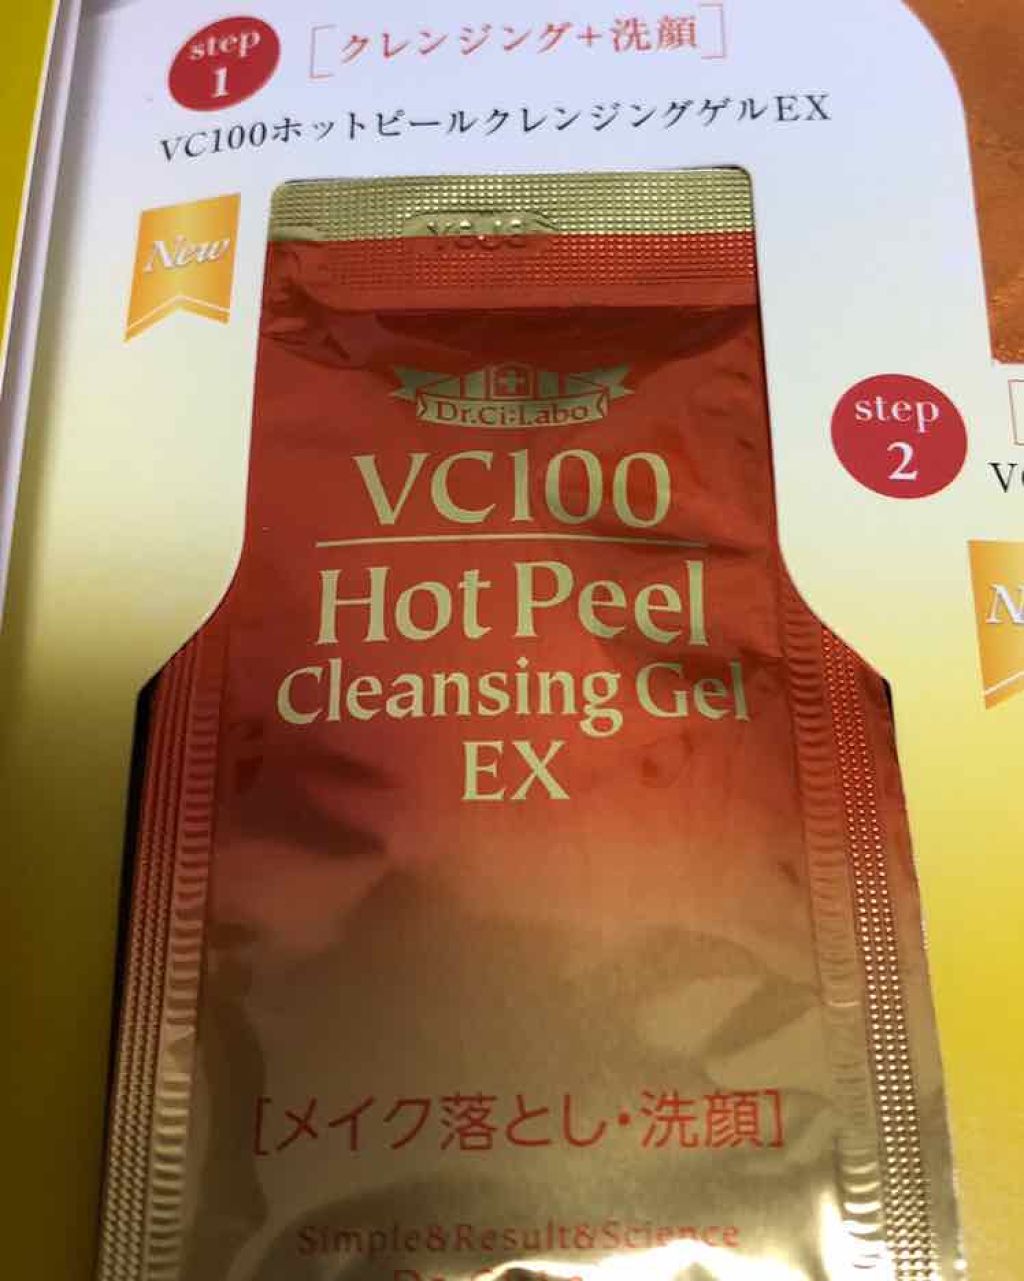 step
1
[クレンジング+洗顔]
VC100ホットピールクレンジングゲルEX
New
Dr.Ci:Labo
VC100
Hot Peel
Cleansing Gel
EX
[メイク落とし・洗顔]
Simple&Result&Science
step
2